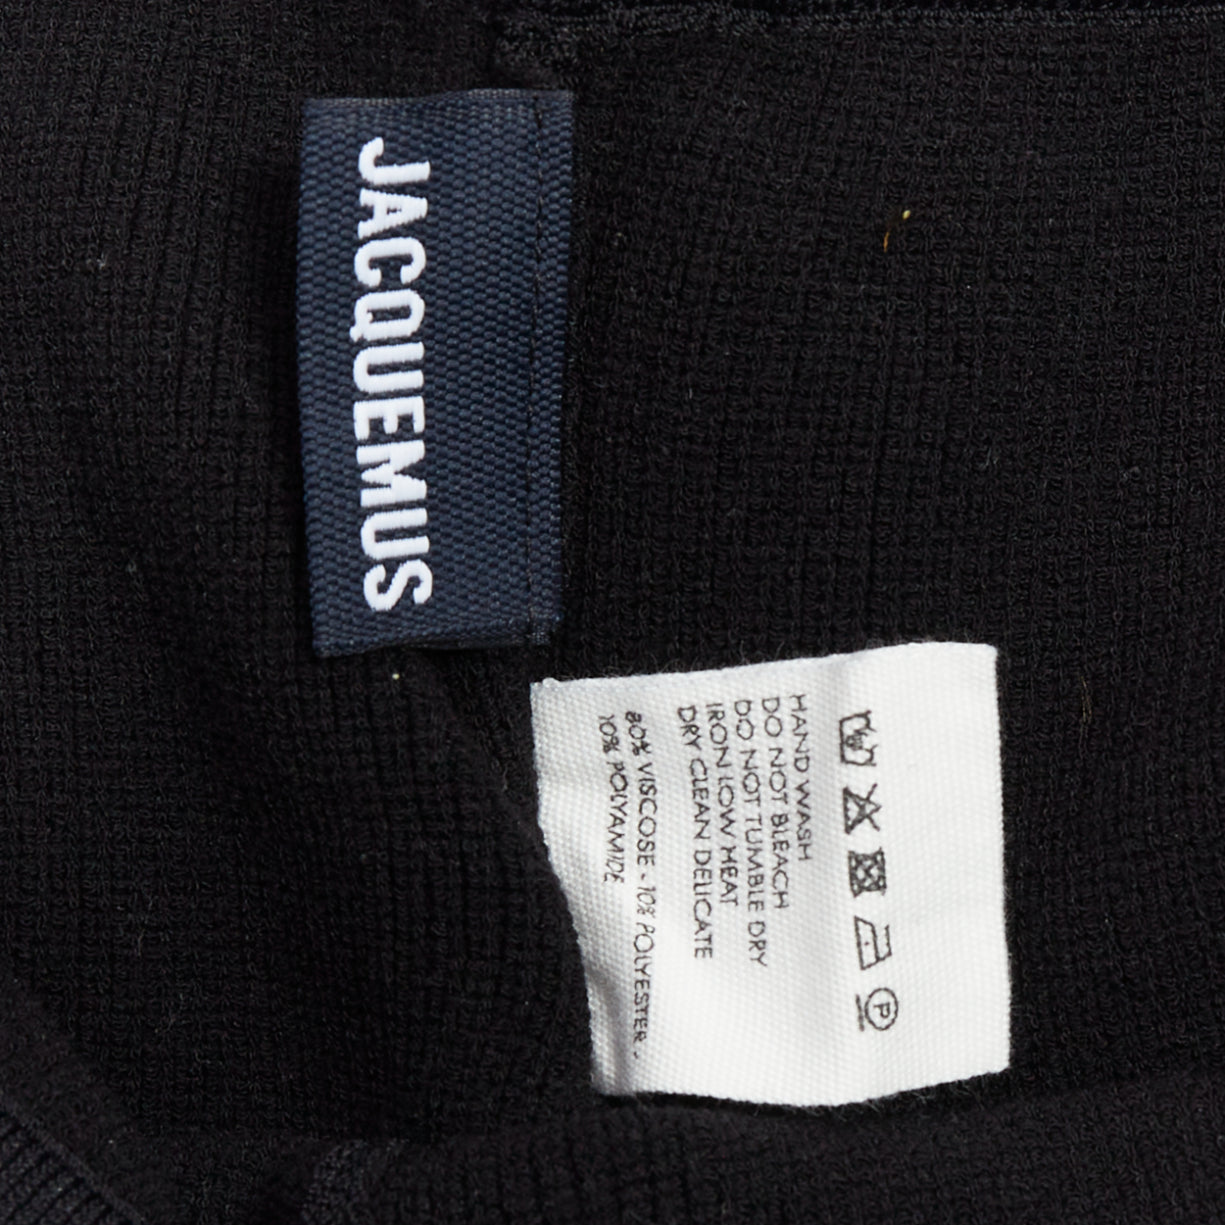 JACQUEMUS
P
HAND WASH
DO NOT BLEACH
DO NOT TUMBLE DRY
IRON LOW HEAT
DRY CLEAN DELICATE
80% VISCOSE - 10% POLYESTER -
10% POLYAMIDE